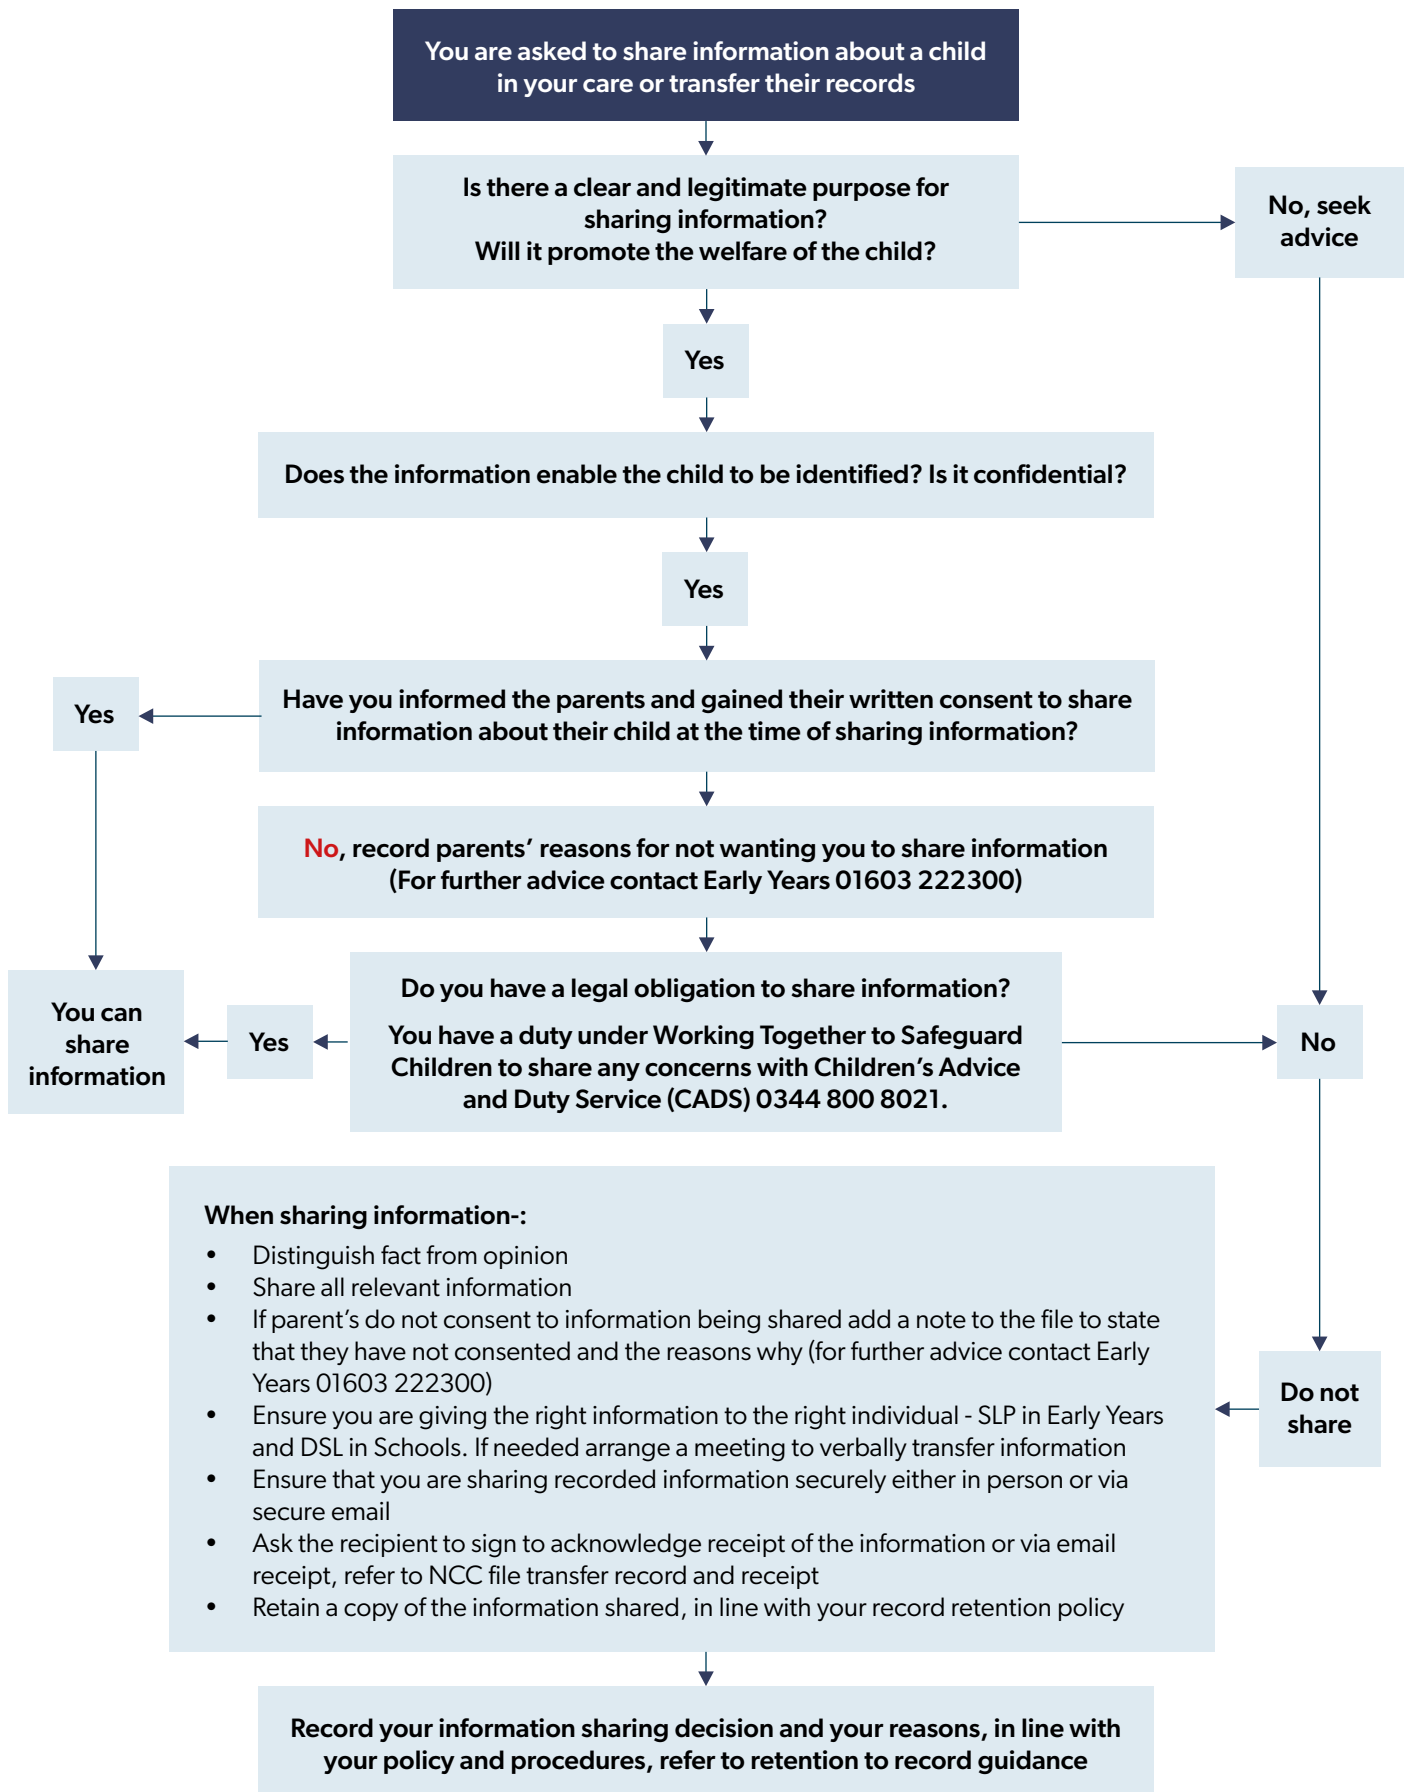 You are asked to share information about a child
in your care or transfer their records
Is there a clear and legitimate purpose for
sharing information?
Will it promote the welfare of the child?
No, seek
advice
Yes
Does the information enable the child to be identified? Is it confidential?
Yes
Have you informed the parents and gained their written consent to share
information about their child at the time of sharing information?
Yes
No, record parents’ reasons for not wanting you to share information
(For further advice contact Early Years 01603 222300)
Do you have a legal obligation to share information?
You have a duty under Working Together to Safeguard
Children to share any concerns with Children’s Advice
and Duty Service (CADS) 0344 800 8021.
Yes
You can
share
information
No
Do not
share
When sharing information-:
• Distinguish fact from opinion
• Share all relevant information
• If parent’s do not consent to information being shared add a note to the file to state
that they have not consented and the reasons why (for further advice contact Early
Years 01603 222300)
• Ensure you are giving the right information to the right individual - SLP in Early Years
and DSL in Schools. If needed arrange a meeting to verbally transfer information
• Ensure that you are sharing recorded information securely either in person or via
secure email
• Ask the recipient to sign to acknowledge receipt of the information or via email
receipt, refer to NCC file transfer record and receipt
• Retain a copy of the information shared, in line with your record retention policy
Record your information sharing decision and your reasons, in line with
your policy and procedures, refer to retention to record guidance